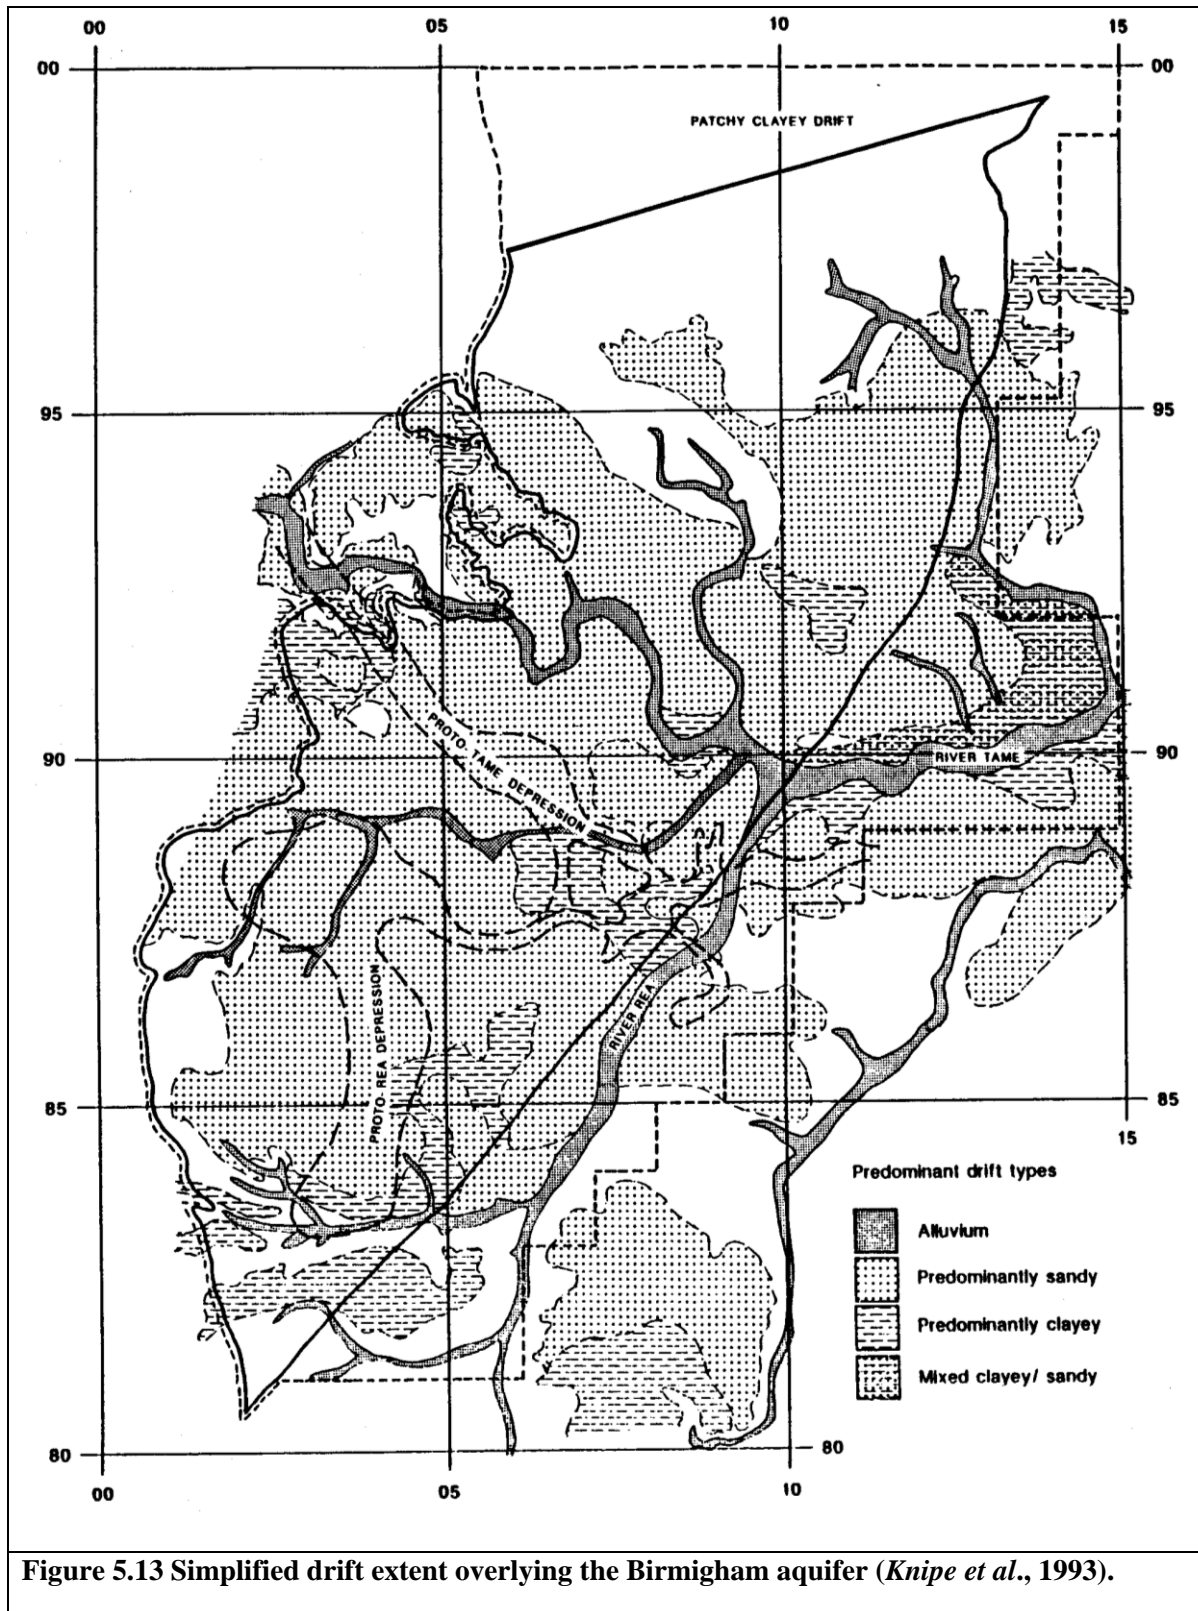 00 05 10 15
00 00
PATCHY CLAYEY DRIFT
95 95
PROTO-TAME DEPRESSION
90 90
RIVER TAME
PROTO REA DEPRESSION
RIVER REA
85 85
15
Predominant drift types
Alluvium
Predominantly sandy
Predominantly clayey
Mixed clayey/ sandy
80 80
00 05 10
Figure 5.13 Simplified drift extent overlying the Birmigham aquifer (Knipe et al., 1993).